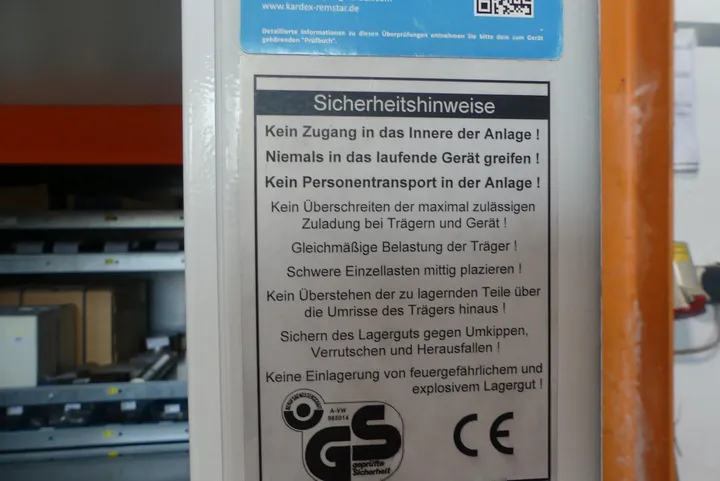 www.kardex-remstar.de
Detaillierte Informationen zu diesen Überprüfungen entnehmen Sie bitte dem zum Gerät
gehörenden "Prüfbuch".
Sicherheitshinweise
Kein Zugang in das Innere der Anlage !
Niemals in das laufende Gerät greifen !
Kein Personentransport in der Anlage !
Kein Überschreiten der maximal zulässigen
Zuladung bei Trägern und Gerät !
Gleichmäßige Belastung der Träger !
Schwere Einzellasten mittig plazieren !
Kein Überstehen der zu lagernden Teile über
die Umrisse des Trägers hinaus !
Sichern des Lagerguts gegen Umkippen,
Verrutschen und Herausfallen !
Keine Einlagerung von feuergefährlichem und
explosivem Lagergut !
A-VW
GS
geprüfte
Sicherheit
CE